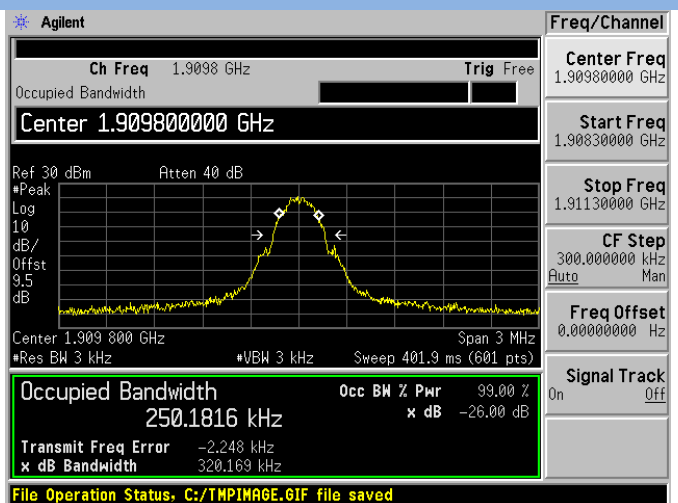 Agilent
Freq/Channel
Ch Freq 1.9098 GHz Trig Free
Occupied Bandwidth
Center 1.909800000 GHz
Ref 30 dBm Atten 40 dB
#Peak
Log
10
dB/
Offst
9.5
dB
Center 1.909 800 GHz Span 3 MHz
#Res BW 3 kHz #VBW 3 kHz Sweep 401.9 ms (601 pts)
Occupied Bandwidth Occ BW % Pwr 99.00 %
250.1816 kHz x dB -26.00 dB
Transmit Freq Error -2.248 kHz
x dB Bandwidth 320.169 kHz
File Operation Status, C:/TMPIMAGE.GIF file saved
Center Freq
1.90980000 GHz
Start Freq
1.90830000 GHz
Stop Freq
1.91130000 GHz
CF Step
300.000000 kHz
Auto Man
Freq Offset
0.00000000 Hz
Signal Track
On Off